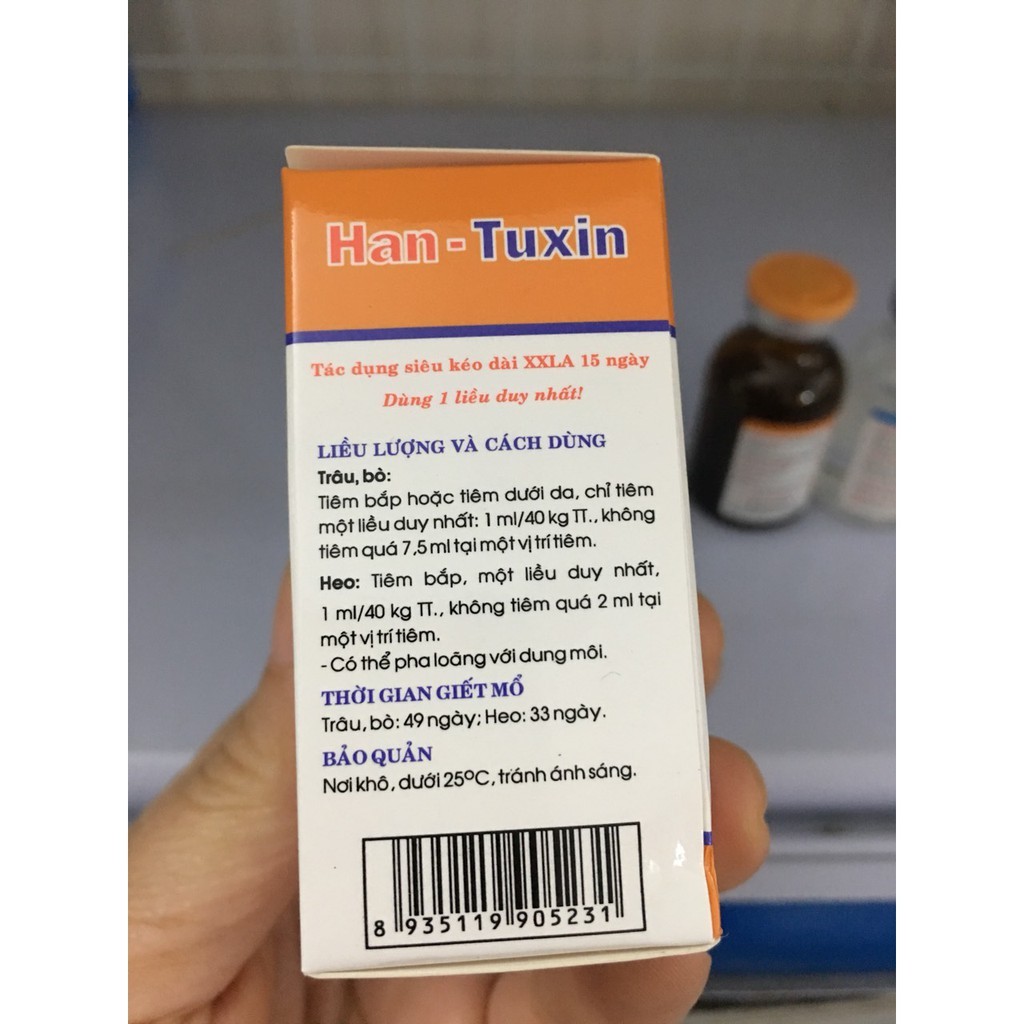 Han - Tuxin
Tác dụng siêu kéo dài XXLA 15 ngày
Dùng 1 liều duy nhất!
LIỀU LƯỢNG VÀ CÁCH DÙNG
Trâu, bò:
Tiêm bắp hoặc tiêm dưới da, chỉ tiêm
một liều duy nhất: 1 ml/40 kg TT., không
tiêm quá 7,5 ml tại một vị trí tiêm.
Heo: Tiêm bắp, một liều duy nhất,
1 ml/40 kg TT., không tiêm quá 2 ml tại
một vị trí tiêm.
- Có thể pha loãng với dung môi.
THỜI GIAN GIẾT MỔ
Trâu, bò: 49 ngày; Heo: 33 ngày.
BẢO QUẢN
Nơi khô, dưới 25ºC, tránh ánh sáng.
8 935119 905231